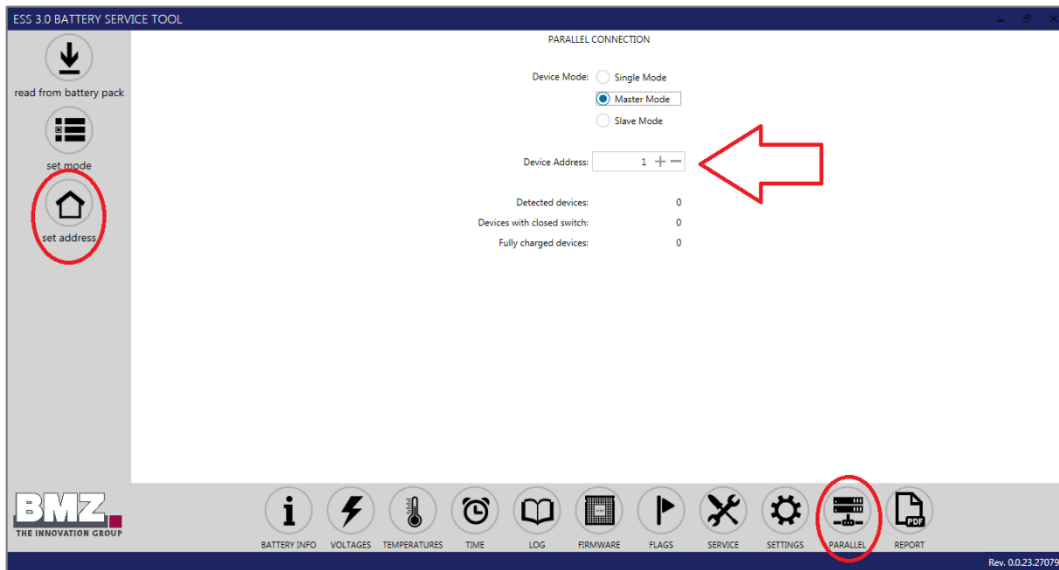 ESS 3.0 BATTERY SERVICE TOOL
read from battery pack
set mode
set address
PARALLEL CONNECTION
Device Mode: Single Mode
Master Mode
Slave Mode
Device Address: 1 + −
Detected devices: 0
Devices with closed switch: 0
Fully charged devices: 0
BMZ
THE INNOVATION GROUP
PDF
BATTERY INFO VOLTAGES TEMPERATURES TIME LOG FIRMWARE FLAGS SERVICE SETTINGS PARALLEL REPORT
Rev. 0.0.23.27079